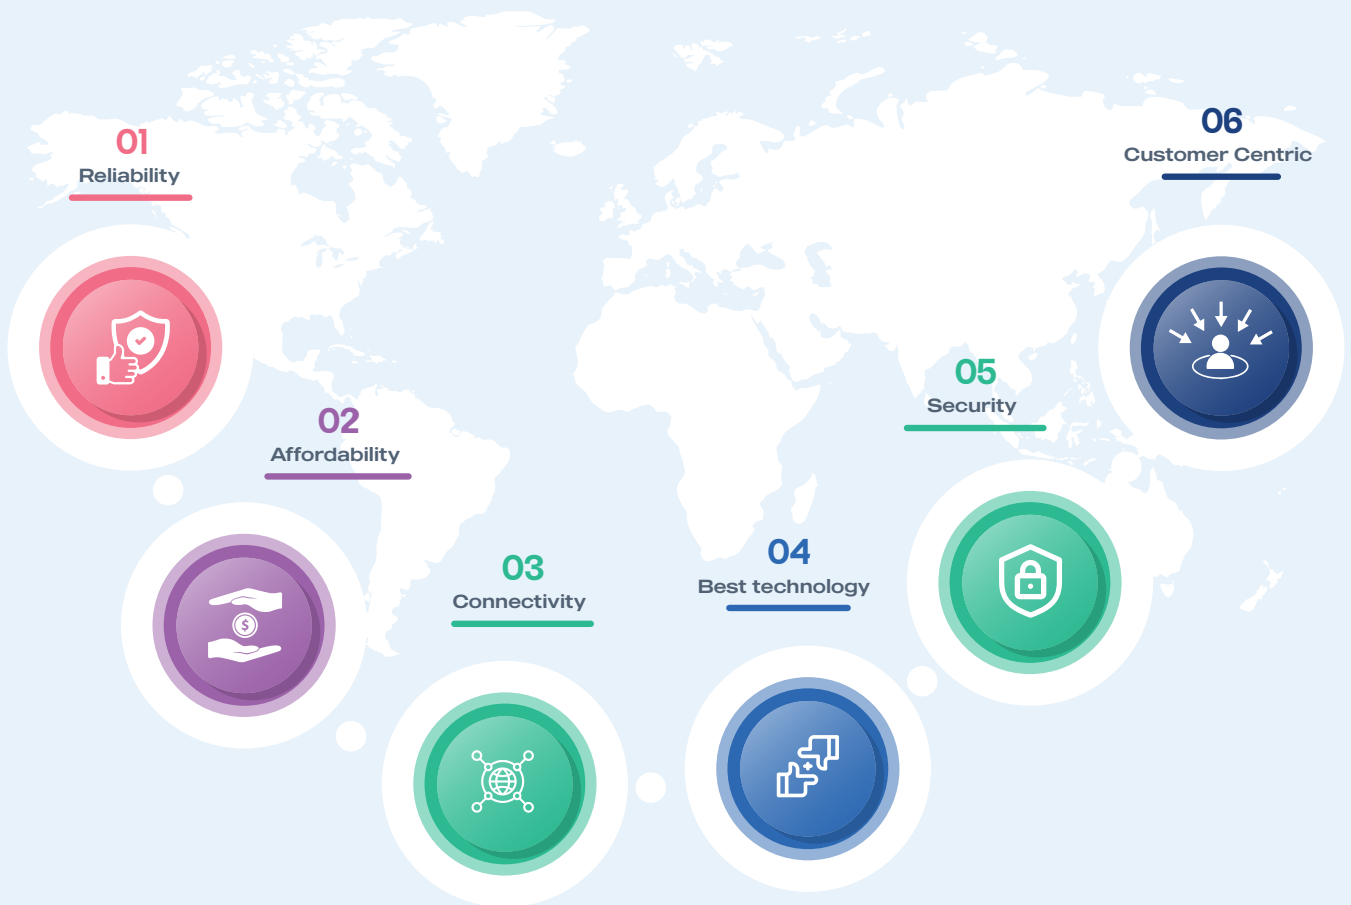 01
Reliability
02
Affordability
$
03
Connectivity
04
Best technology
05
Security
06
Customer Centric